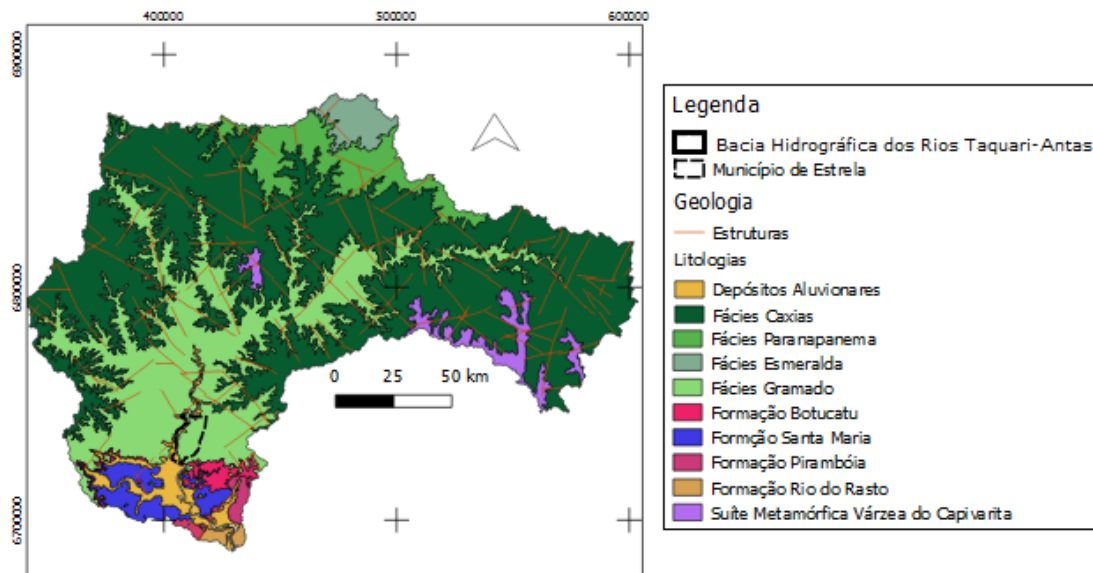 400000 500000 600000
6900000
6800000
6700000
0 25 50 km
Legenda
Bacia Hidrográfica dos Rios Taquari-Antas
Município de Estrela
Geologia
Estruturas
Litologias
Depósitos Aluvionares
Fácies Caxias
Fácies Paranapanema
Fácies Esmeralda
Fácies Gramado
Formação Botucatu
Formção Santa Maria
Formação Pirambóia
Formação Rio do Rasto
Suíte Metamórfica Várzea do Capivarita